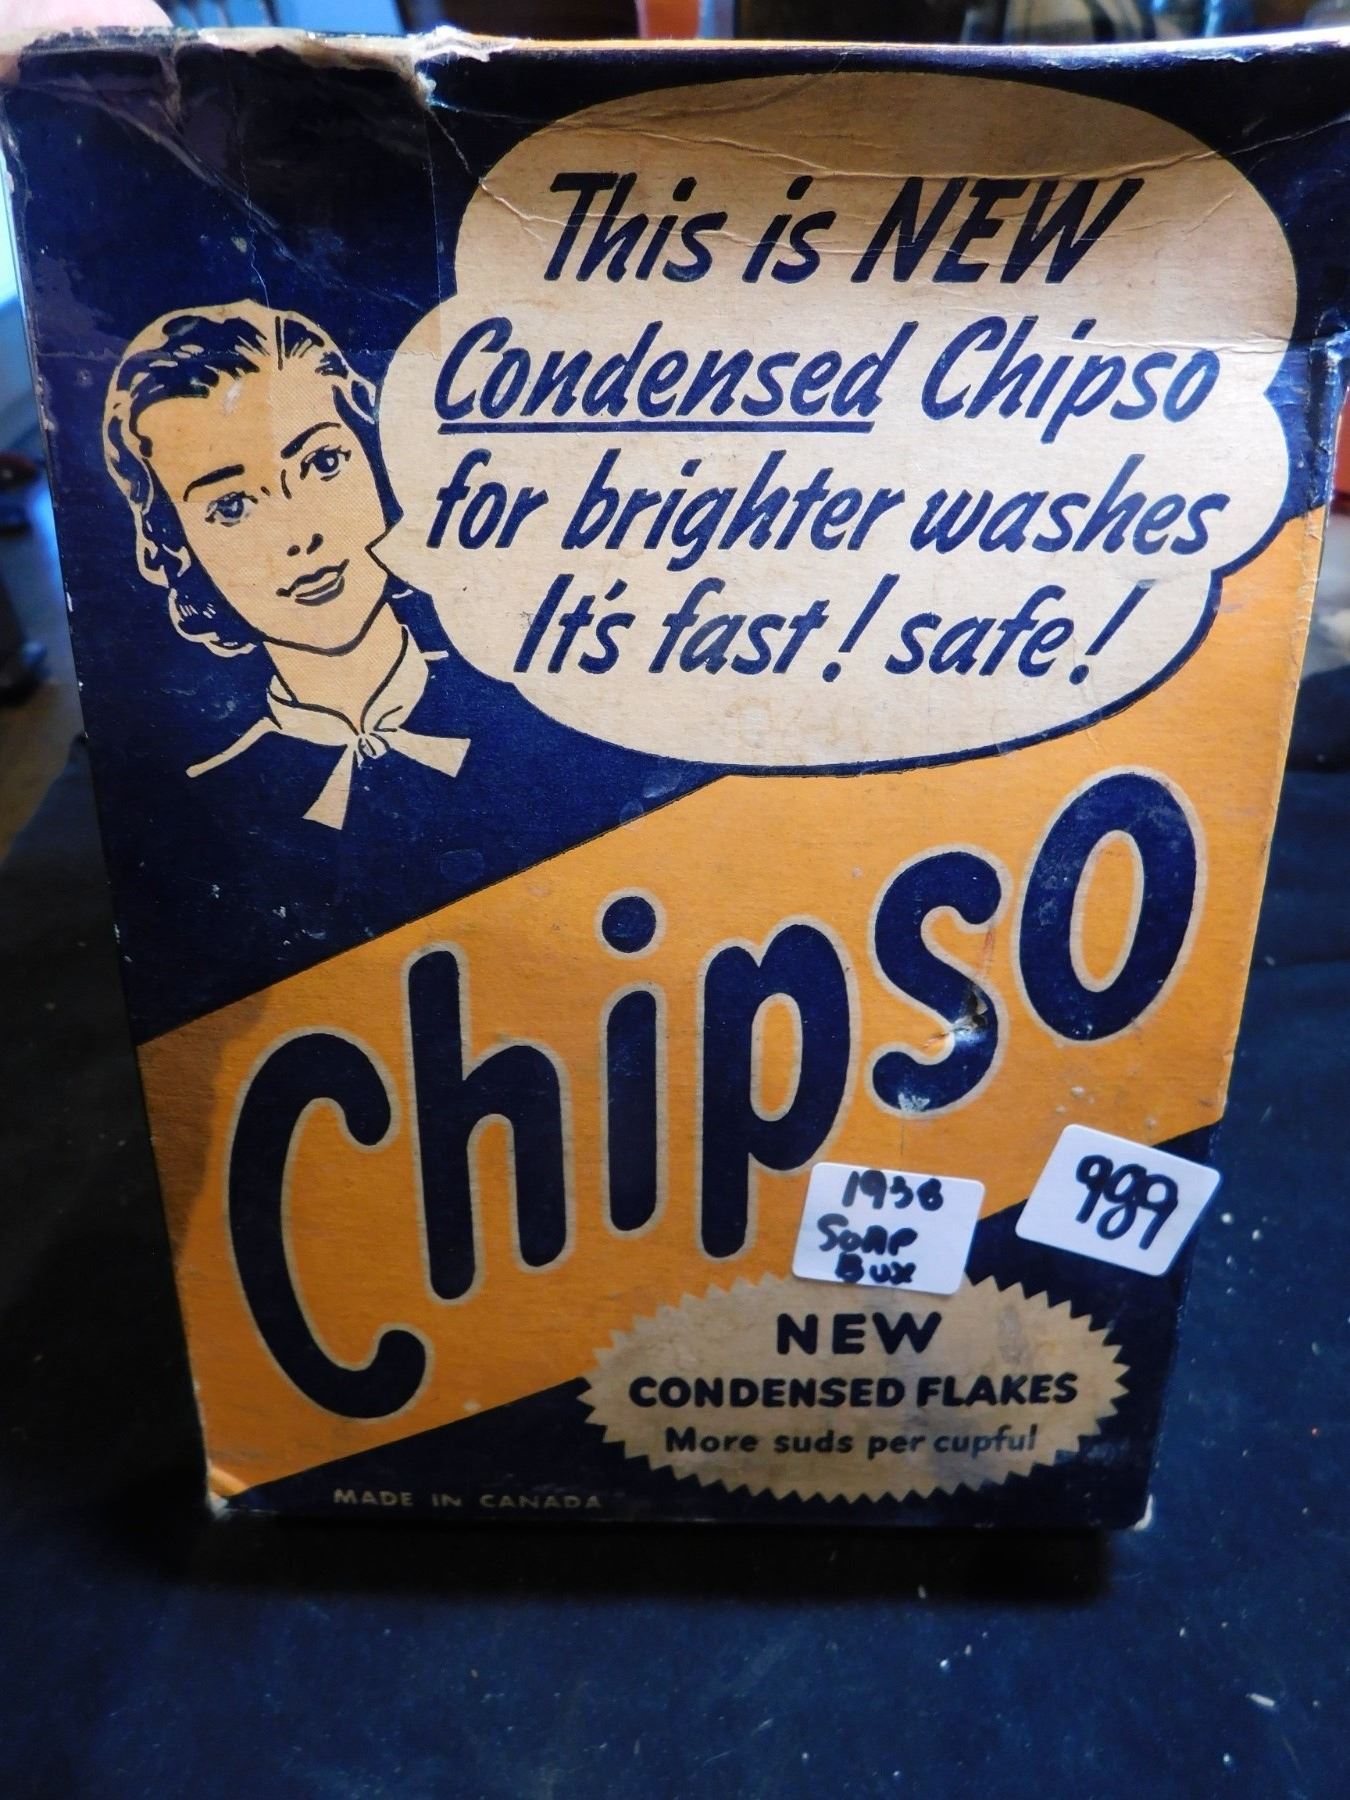 This is NEW
Condensed Chipso
for brighter washes
It's fast! safe!
Chipso
1938
SOAP
BOX
989
NEW
CONDENSED FLAKES
More suds per cupful
MADE IN CANADA